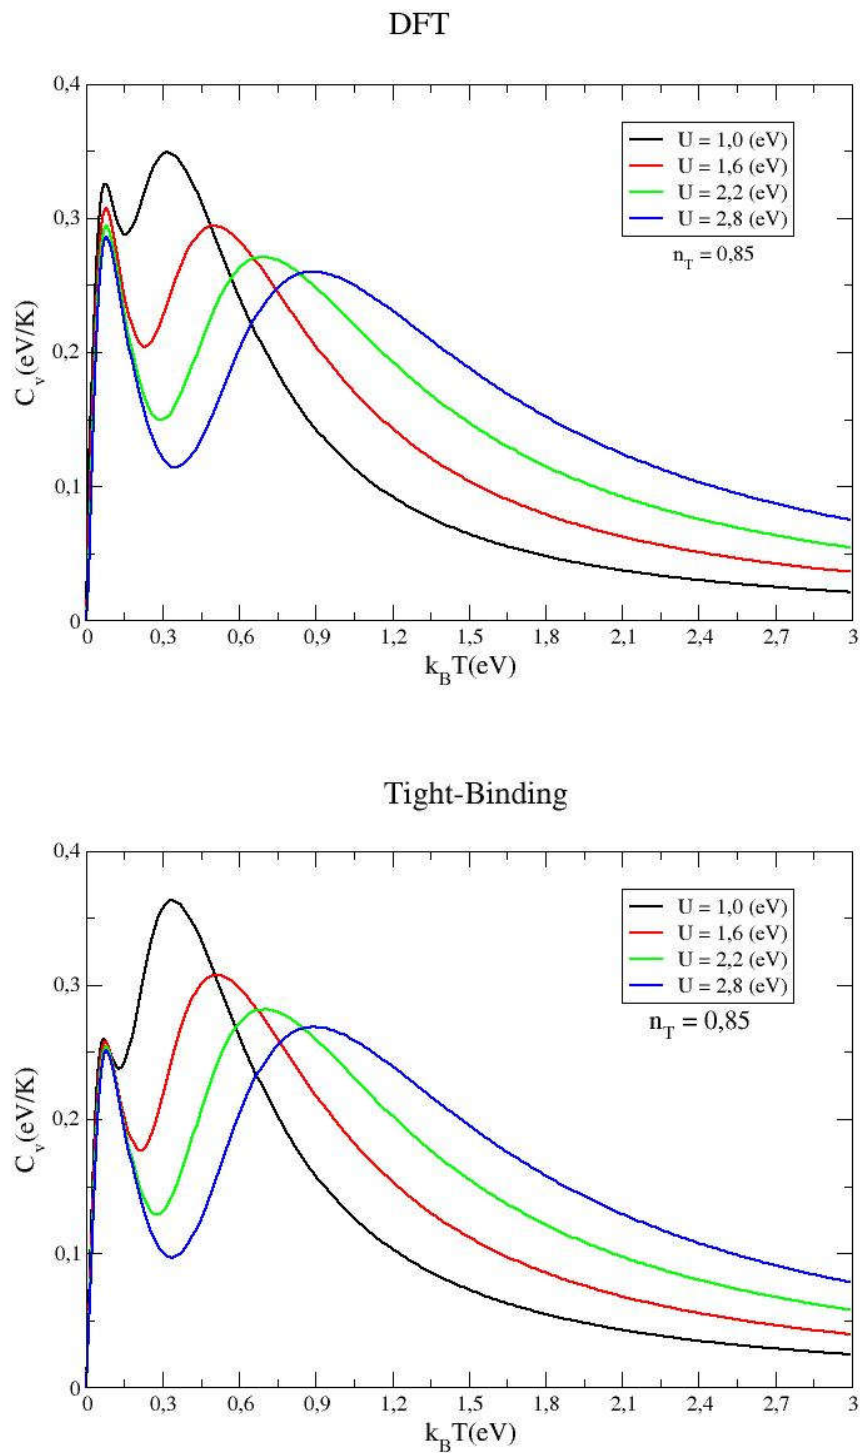 DFT
0,4
0,3
0,2
0,1
0
C_v(eV/K)
U = 1,0 (eV)
U = 1,6 (eV)
U = 2,2 (eV)
U = 2,8 (eV)
n_T = 0,85
0 0,3 0,6 0,9 1,2 1,5 1,8 2,1 2,4 2,7 3
k_B T(eV)
Tight-Binding
0,4
0,3
0,2
0,1
0
C_v(eV/K)
U = 1,0 (eV)
U = 1,6 (eV)
U = 2,2 (eV)
U = 2,8 (eV)
n_T = 0,85
0 0,3 0,6 0,9 1,2 1,5 1,8 2,1 2,4 2,7 3
k_B T(eV)